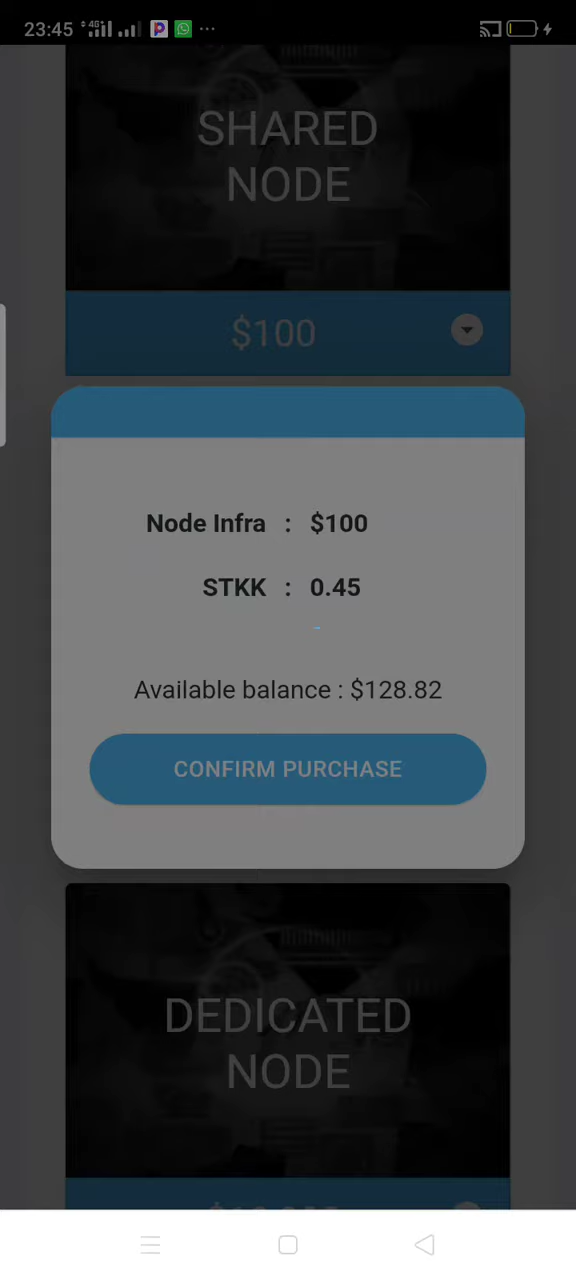 23:45 4G
SHARED
NODE
$100
Node Infra : $100
STKK : 0.45
Available balance : $128.82
CONFIRM PURCHASE
DEDICATED
NODE